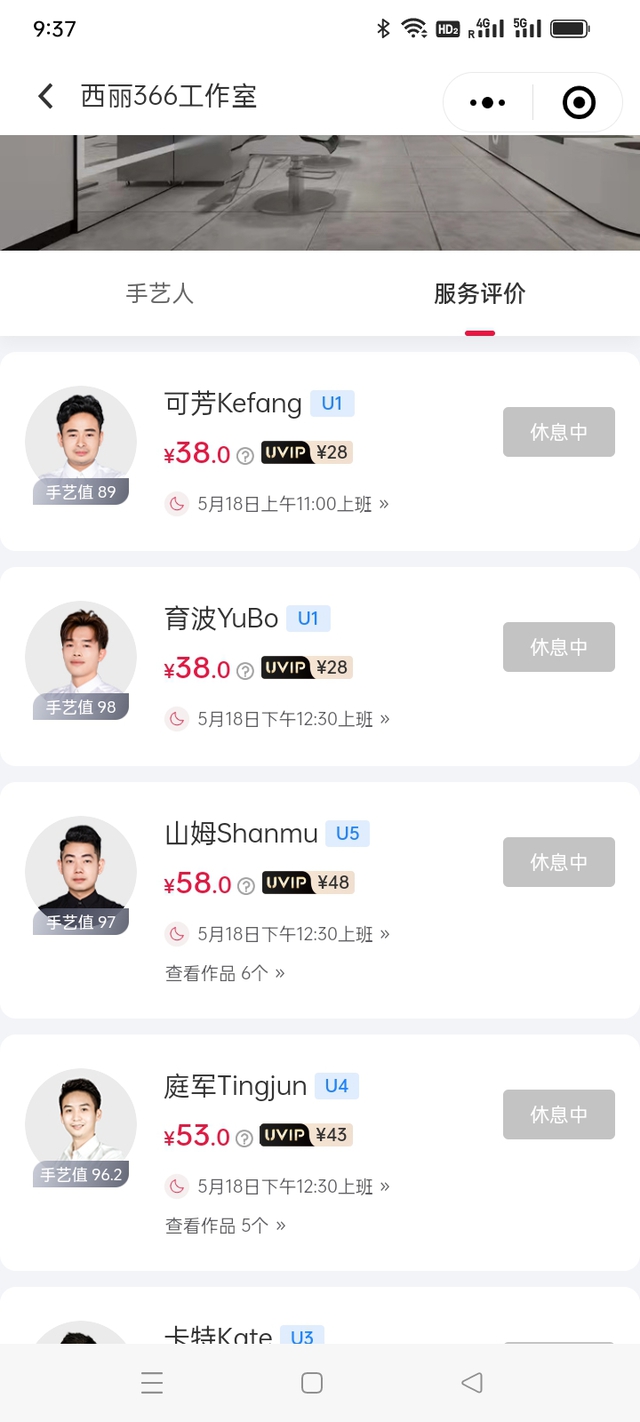 9:37
HD2 R 4G 5G
西丽366工作室
手艺人 服务评价
可芳Kefang U1
¥38.0 ? UVIP ¥28
休息中
手艺值 89
5月18日上午11:00上班 »
育波YuBo U1
¥38.0 ? UVIP ¥28
休息中
手艺值 98
5月18日下午12:30上班 »
山姆Shanmu U5
¥58.0 ? UVIP ¥48
休息中
手艺值 97
5月18日下午12:30上班 »
查看作品 6个 »
庭军Tingjun U4
¥53.0 ? UVIP ¥43
休息中
手艺值 96.2
5月18日下午12:30上班 »
查看作品 5个 »
卡特Kate U3